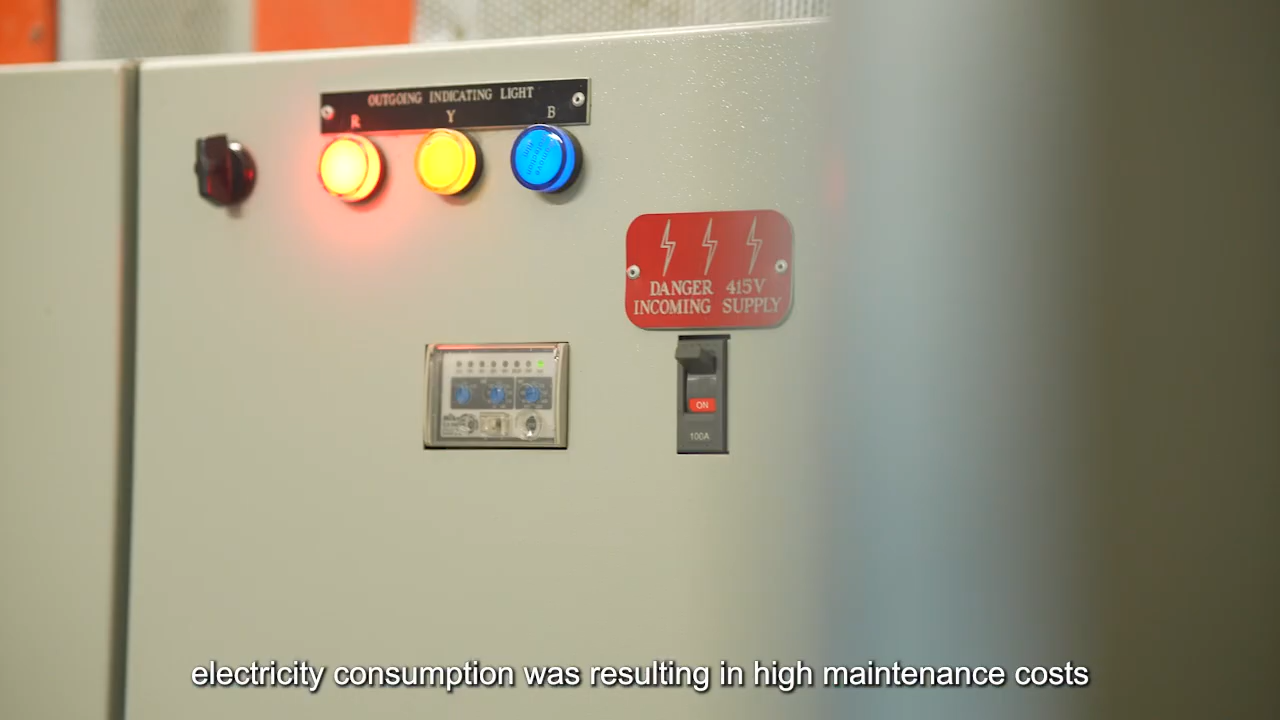 OUTGOING INDICATING LIGHT
R Y B
DANGER 415V
INCOMING SUPPLY
ON
100A
electricity consumption was resulting in high maintenance costs